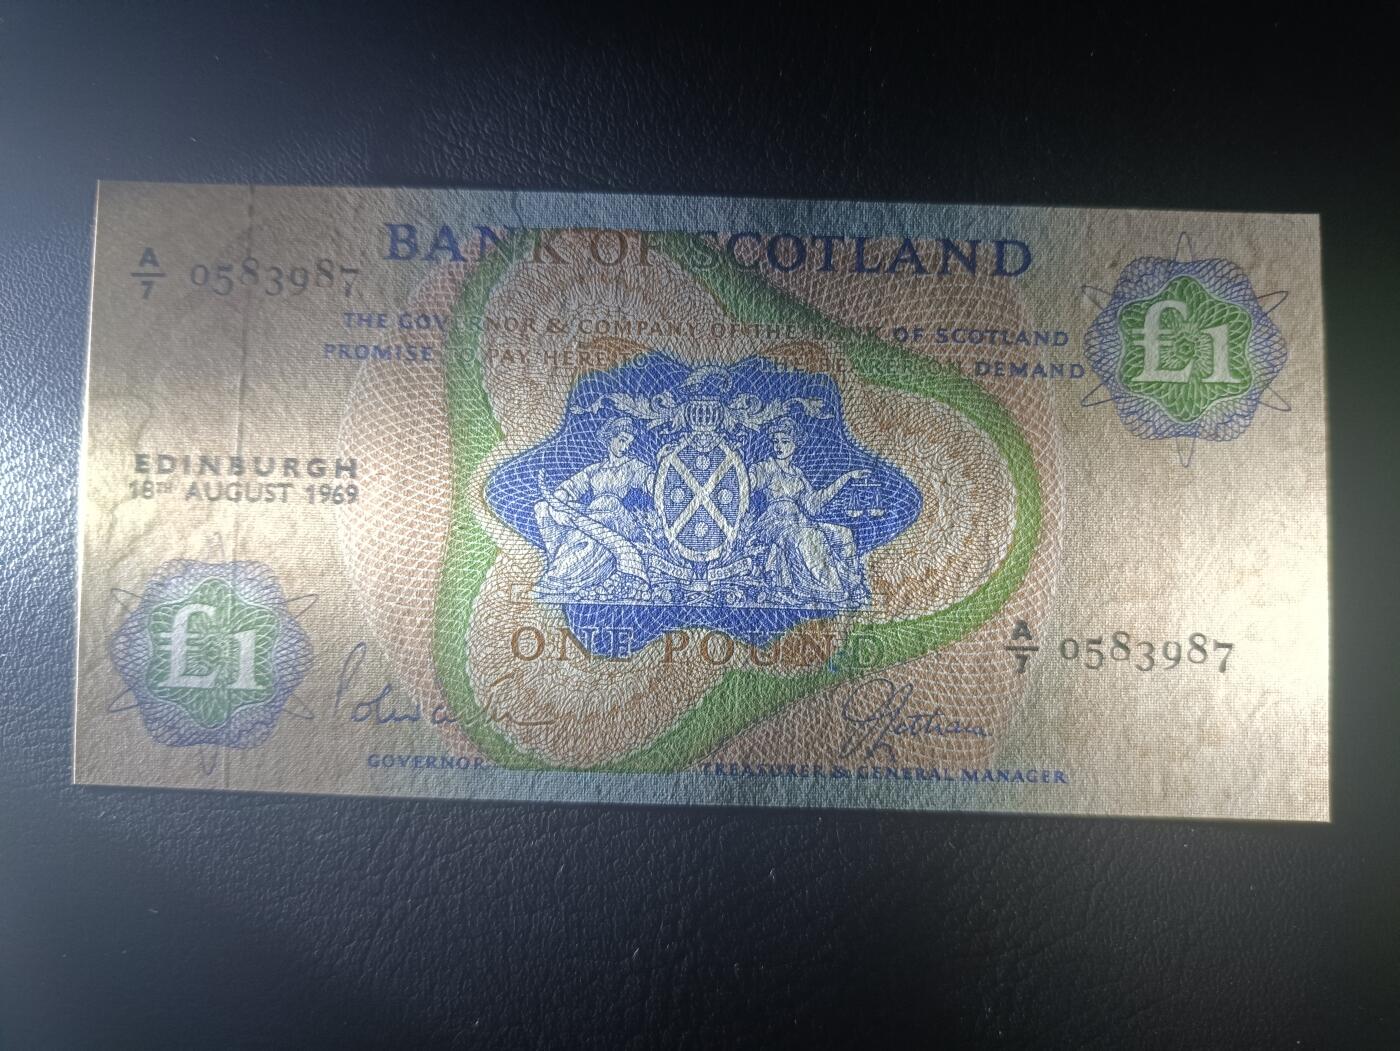 BANK OF SCOTLAND
A/7 0583987
£1
THE GOVERNOR & COMPANY OF THE BANK OF SCOTLAND
PROMISE TO PAY HERE TO THE BEARER ON DEMAND
EDINBURGH
18TH AUGUST 1969
ONE POUND
A/7 0583987
£1
GOVERNOR
TREASURER & GENERAL MANAGER